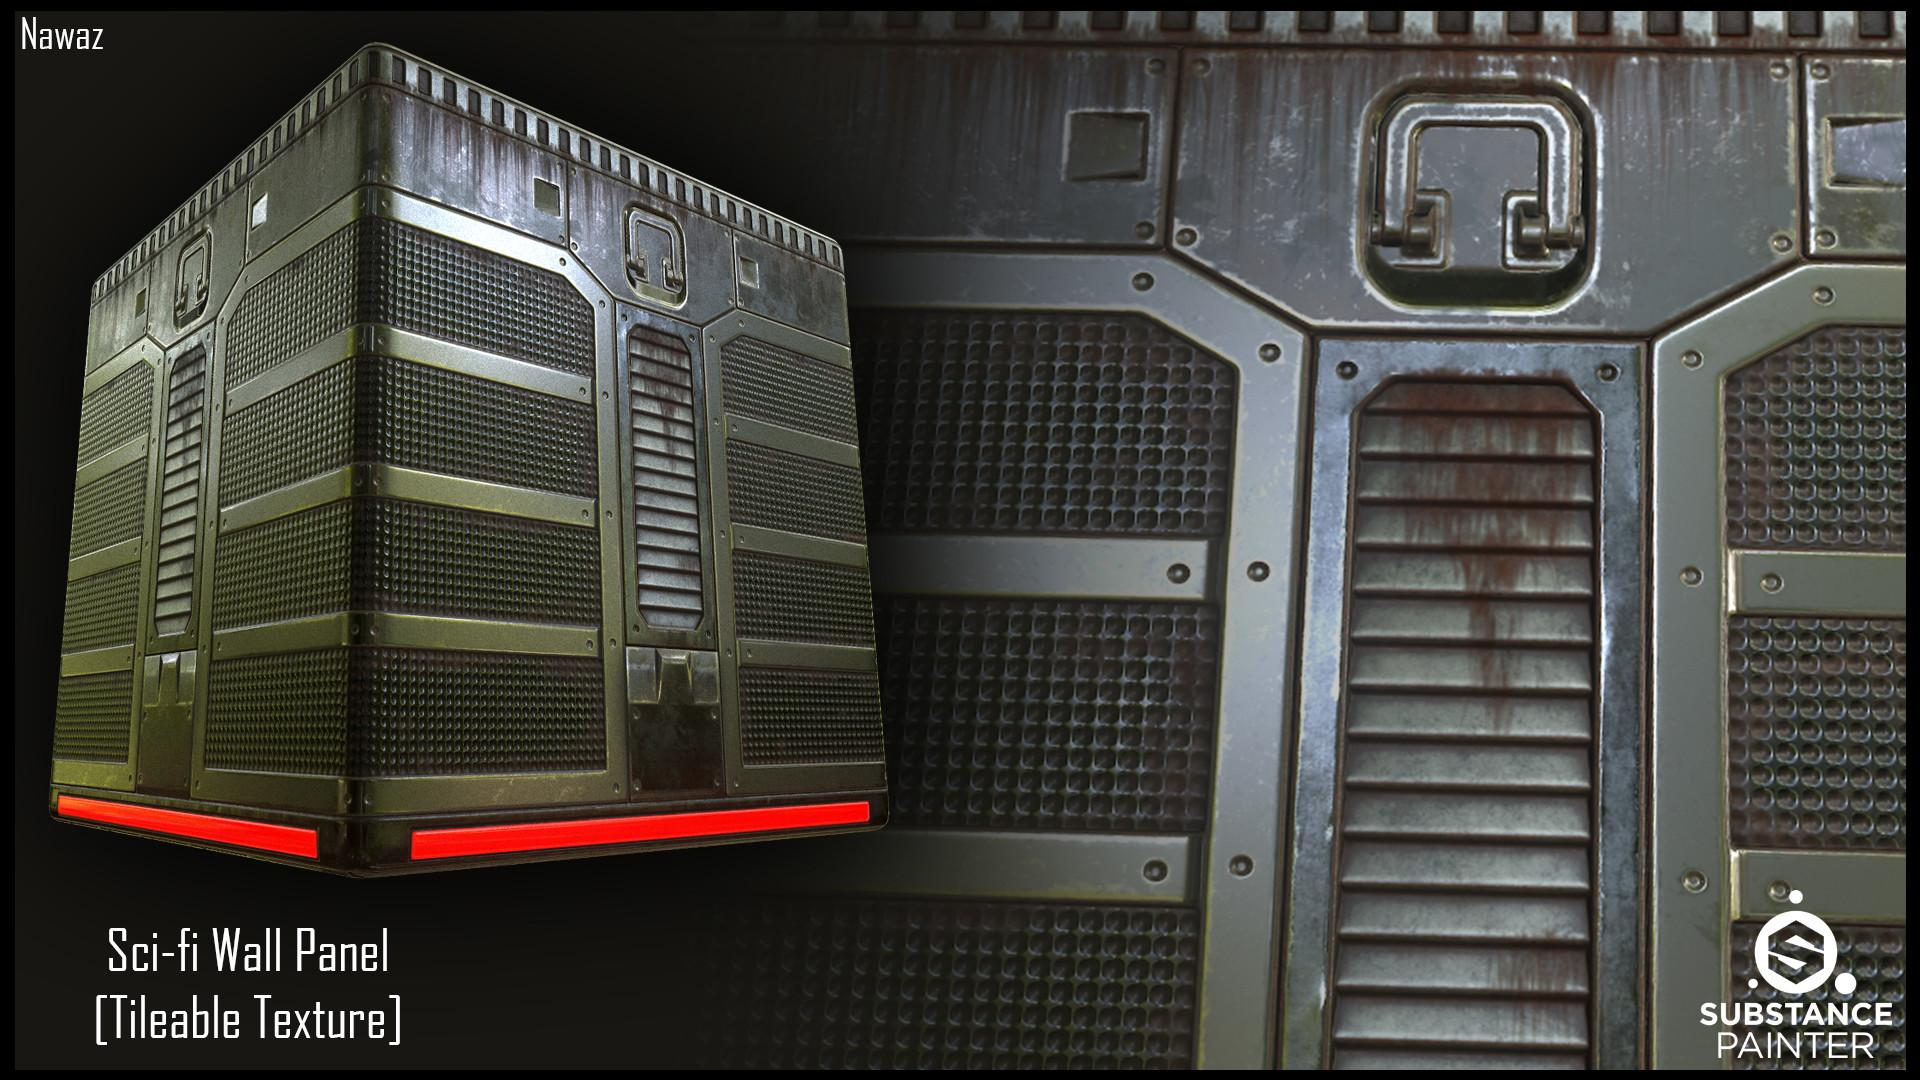 Nawaz
Sci-fi Wall Panel
[Tileable Texture]
SUBSTANCE
PAINTER